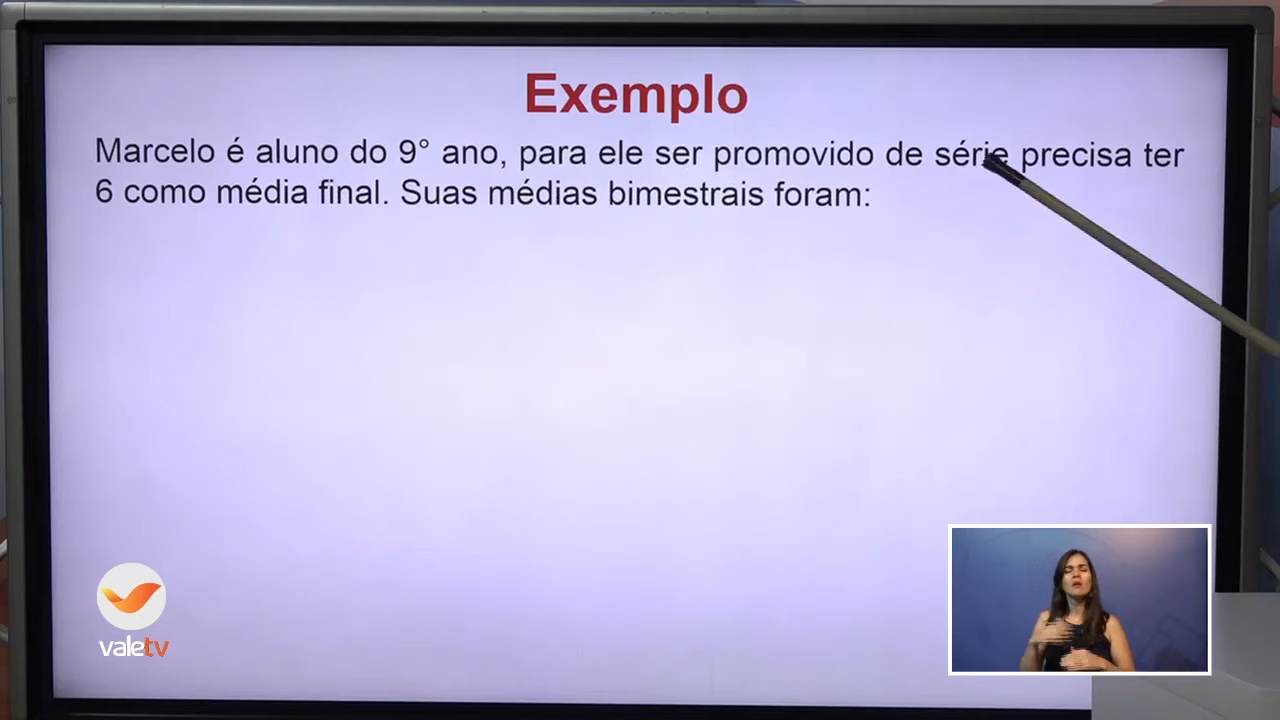 Exemplo
Marcelo é aluno do 9° ano, para ele ser promovido de série precisa ter
6 como média final. Suas médias bimestrais foram:
valetv